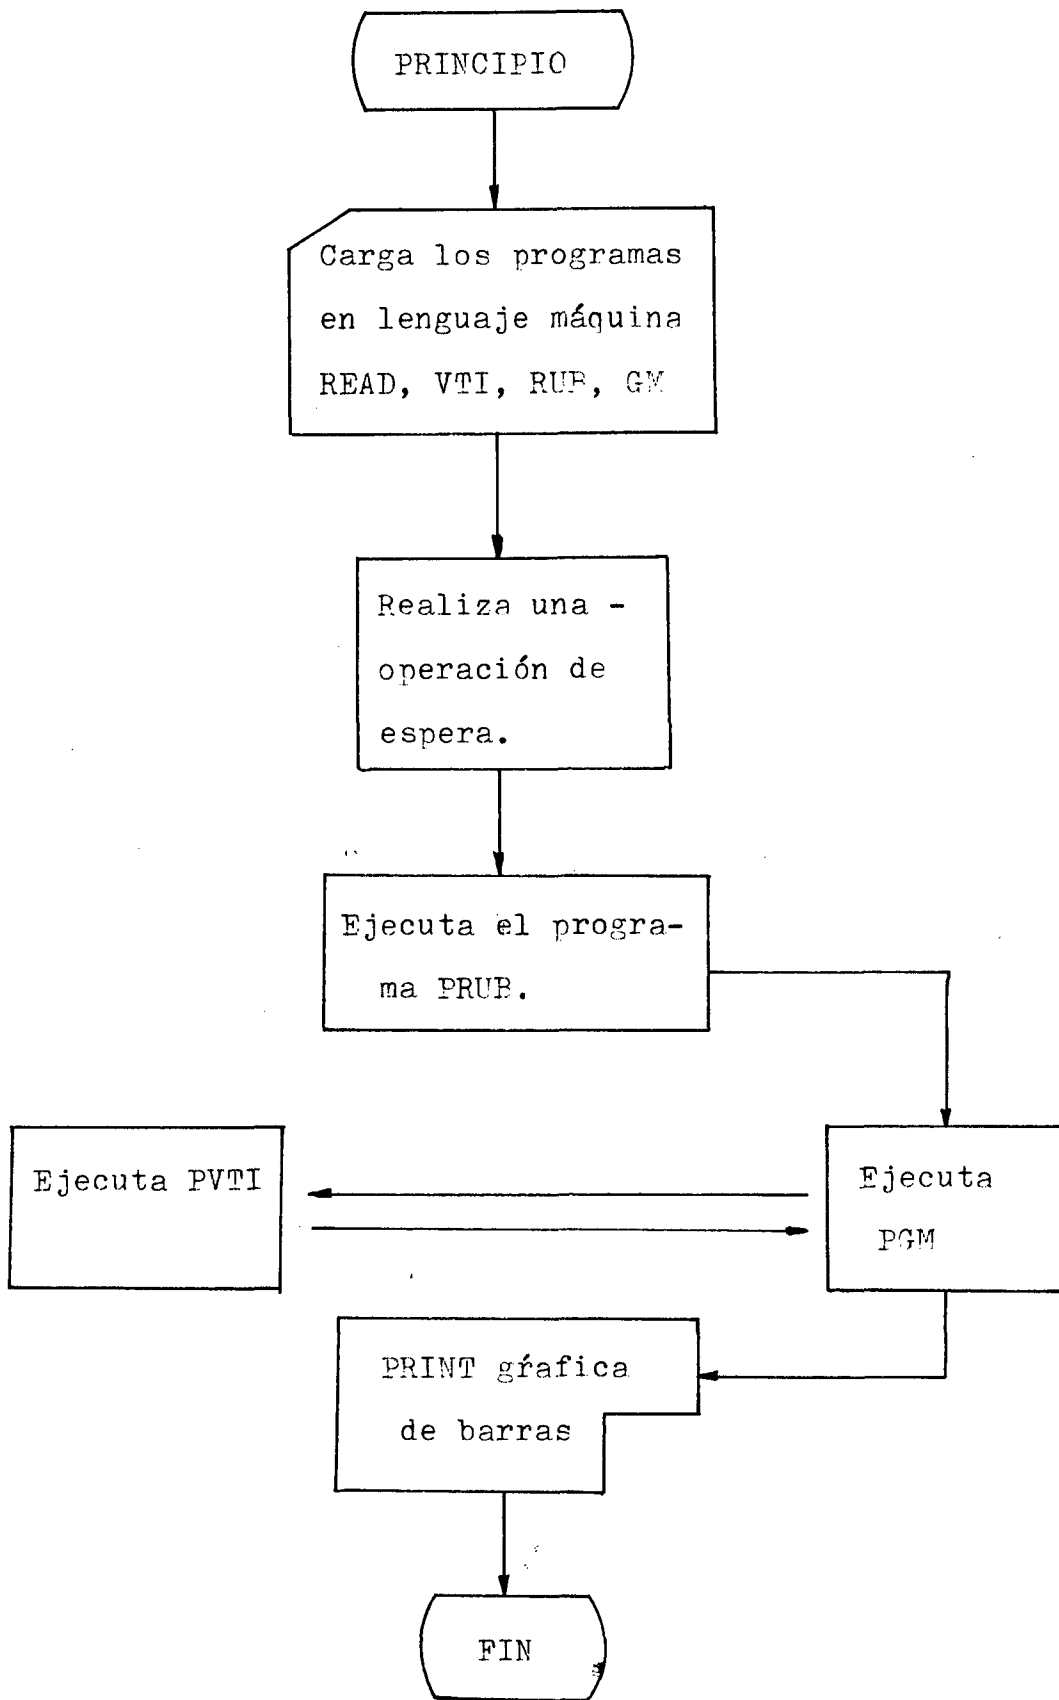 PRINCIPIO
Carga los programas
en lenguaje máquina
READ, VTI, RUB, GM
Realiza una -
operación de
espera.
Ejecuta el progra-
ma PRUB.
Ejecuta PVTI
Ejecuta
PGM
PRINT gŕafica
de barras
FIN